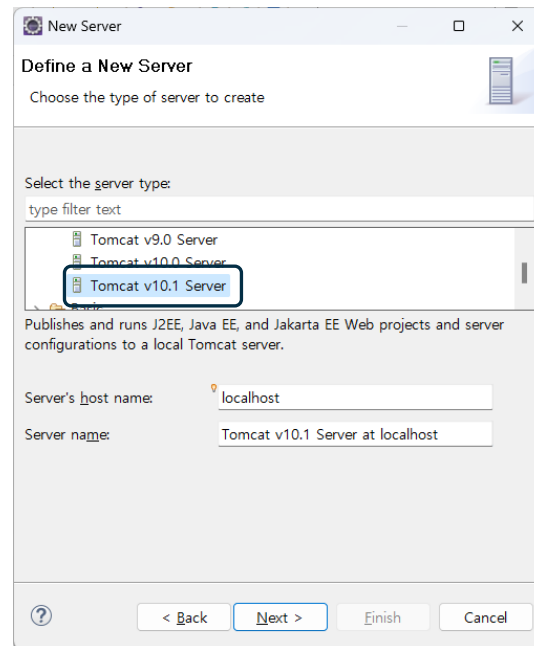 New Server
Define a New Server
Choose the type of server to create
Select the server type:
type filter text
Tomcat v9.0 Server
Tomcat v10.0 Server
Tomcat v10.1 Server
Basic
Publishes and runs J2EE, Java EE, and Jakarta EE Web projects and server
configurations to a local Tomcat server.
Server's host name: localhost
Server name: Tomcat v10.1 Server at localhost
? < Back Next > Finish Cancel